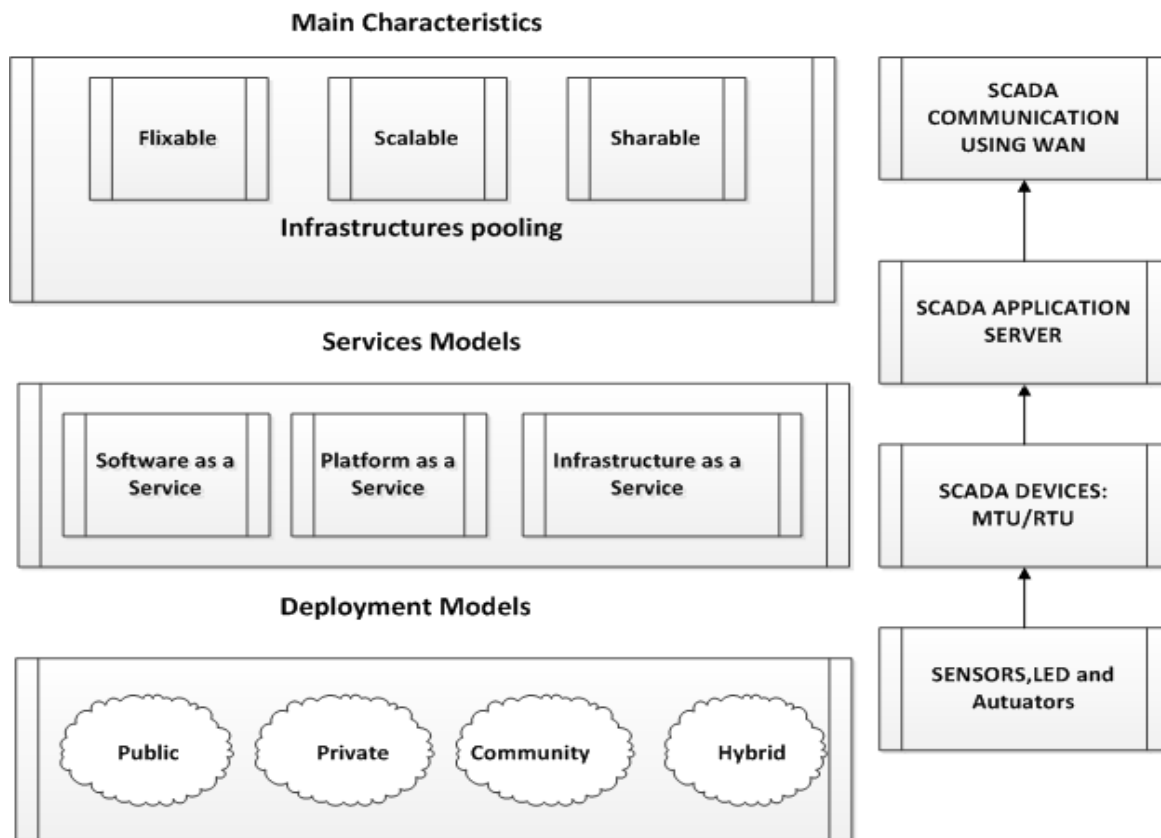 Main Characteristics
Flixable
Scalable
Sharable
Infrastructures pooling
Services Models
Software as a
Service
Platform as a
Service
Infrastructure as a
Service
Deployment Models
Public
Private
Community
Hybrid
SCADA
COMMUNICATION
USING WAN
SCADA APPLICATION
SERVER
SCADA DEVICES:
MTU/RTU
SENSORS,LED and
Autuators